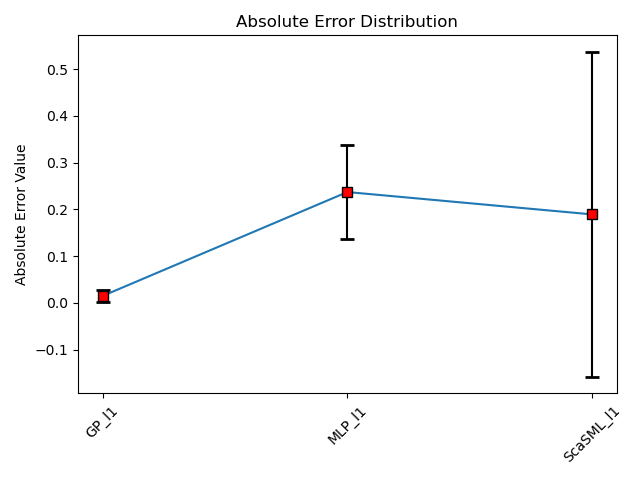 Absolute Error Distribution
Absolute Error Value
0.5
0.4
0.3
0.2
0.1
0.0
−0.1
GP_l1
MLP_l1
ScaSML_l1